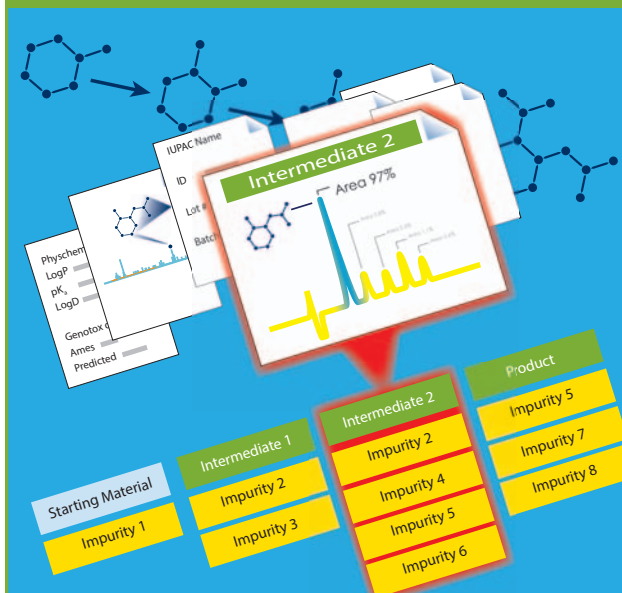 IUPAC Name
ID
Lot #
Batch
Intermediate 2
Area 97%
Physchem
LogP
pKₐ
LogD
Genotox
Ames
Predicted
Starting Material
Impurity 1
Intermediate 1
Impurity 2
Impurity 3
Intermediate 2
Impurity 2
Impurity 4
Impurity 5
Impurity 6
Product
Impurity 5
Impurity 7
Impurity 8